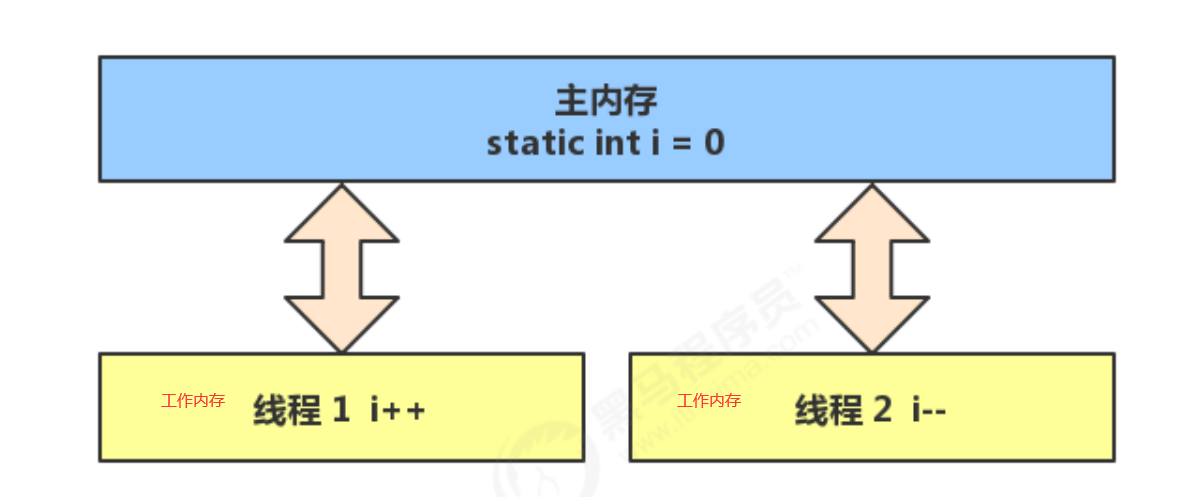 主内存
static int i = 0
工作内存 线程 1 i++
工作内存 线程 2 i--
黑马程序员™
www.itheima.com